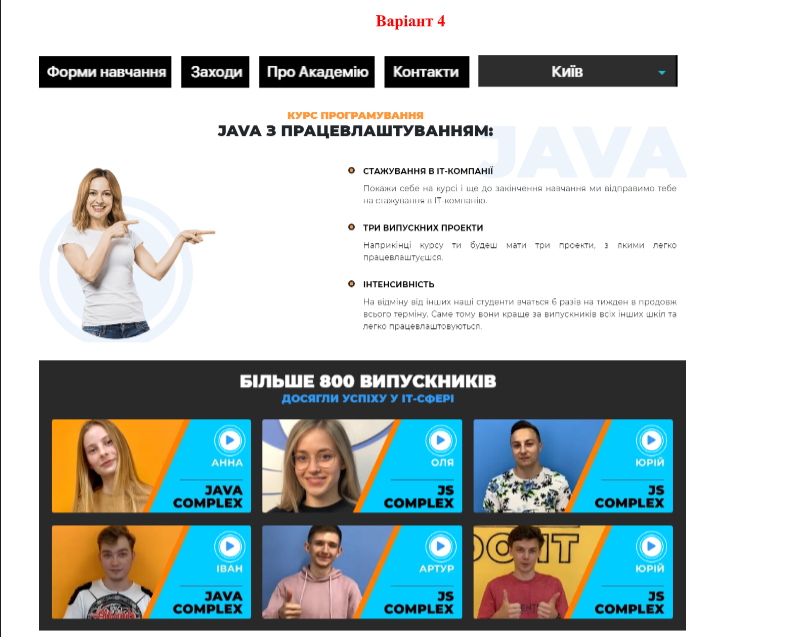 Варіант 4
Форми навчання Заходи Про Академію Контакти Київ
КУРС ПРОГРАМУВАННЯ
JAVA З ПРАЦЕВЛАШТУВАННЯМ:
JAVA
СТАЖУВАННЯ В ІТ-КОМПАНІЇ
Покажи себе на курсі і ще до закінчення навчання ми відправимо тебе
на стажування в ІТ-компанію.
ТРИ ВИПУСКНИХ ПРОЕКТИ
Наприкінці курсу ти будеш мати три проекти, з якими легко
працевлаштуєшся.
ІНТЕНСИВНІСТЬ
На відміну від інших наші студенти вчаться 6 разів на тижден в продовж
всього терміну. Саме тому вони краще за випускників всіх інших шкіл та
легко працевлаштовуються.
БІЛЬШЕ 800 ВИПУСКНИКІВ
ДОСЯГЛИ УСПІХУ У ІТ-СФЕРІ
АННА
JAVA
COMPLEX
ОЛЯ
JS
COMPLEX
ЮРІЙ
JS
COMPLEX
ІВАН
JAVA
COMPLEX
АРТУР
JS
COMPLEX
ЮРІЙ
JS
COMPLEX